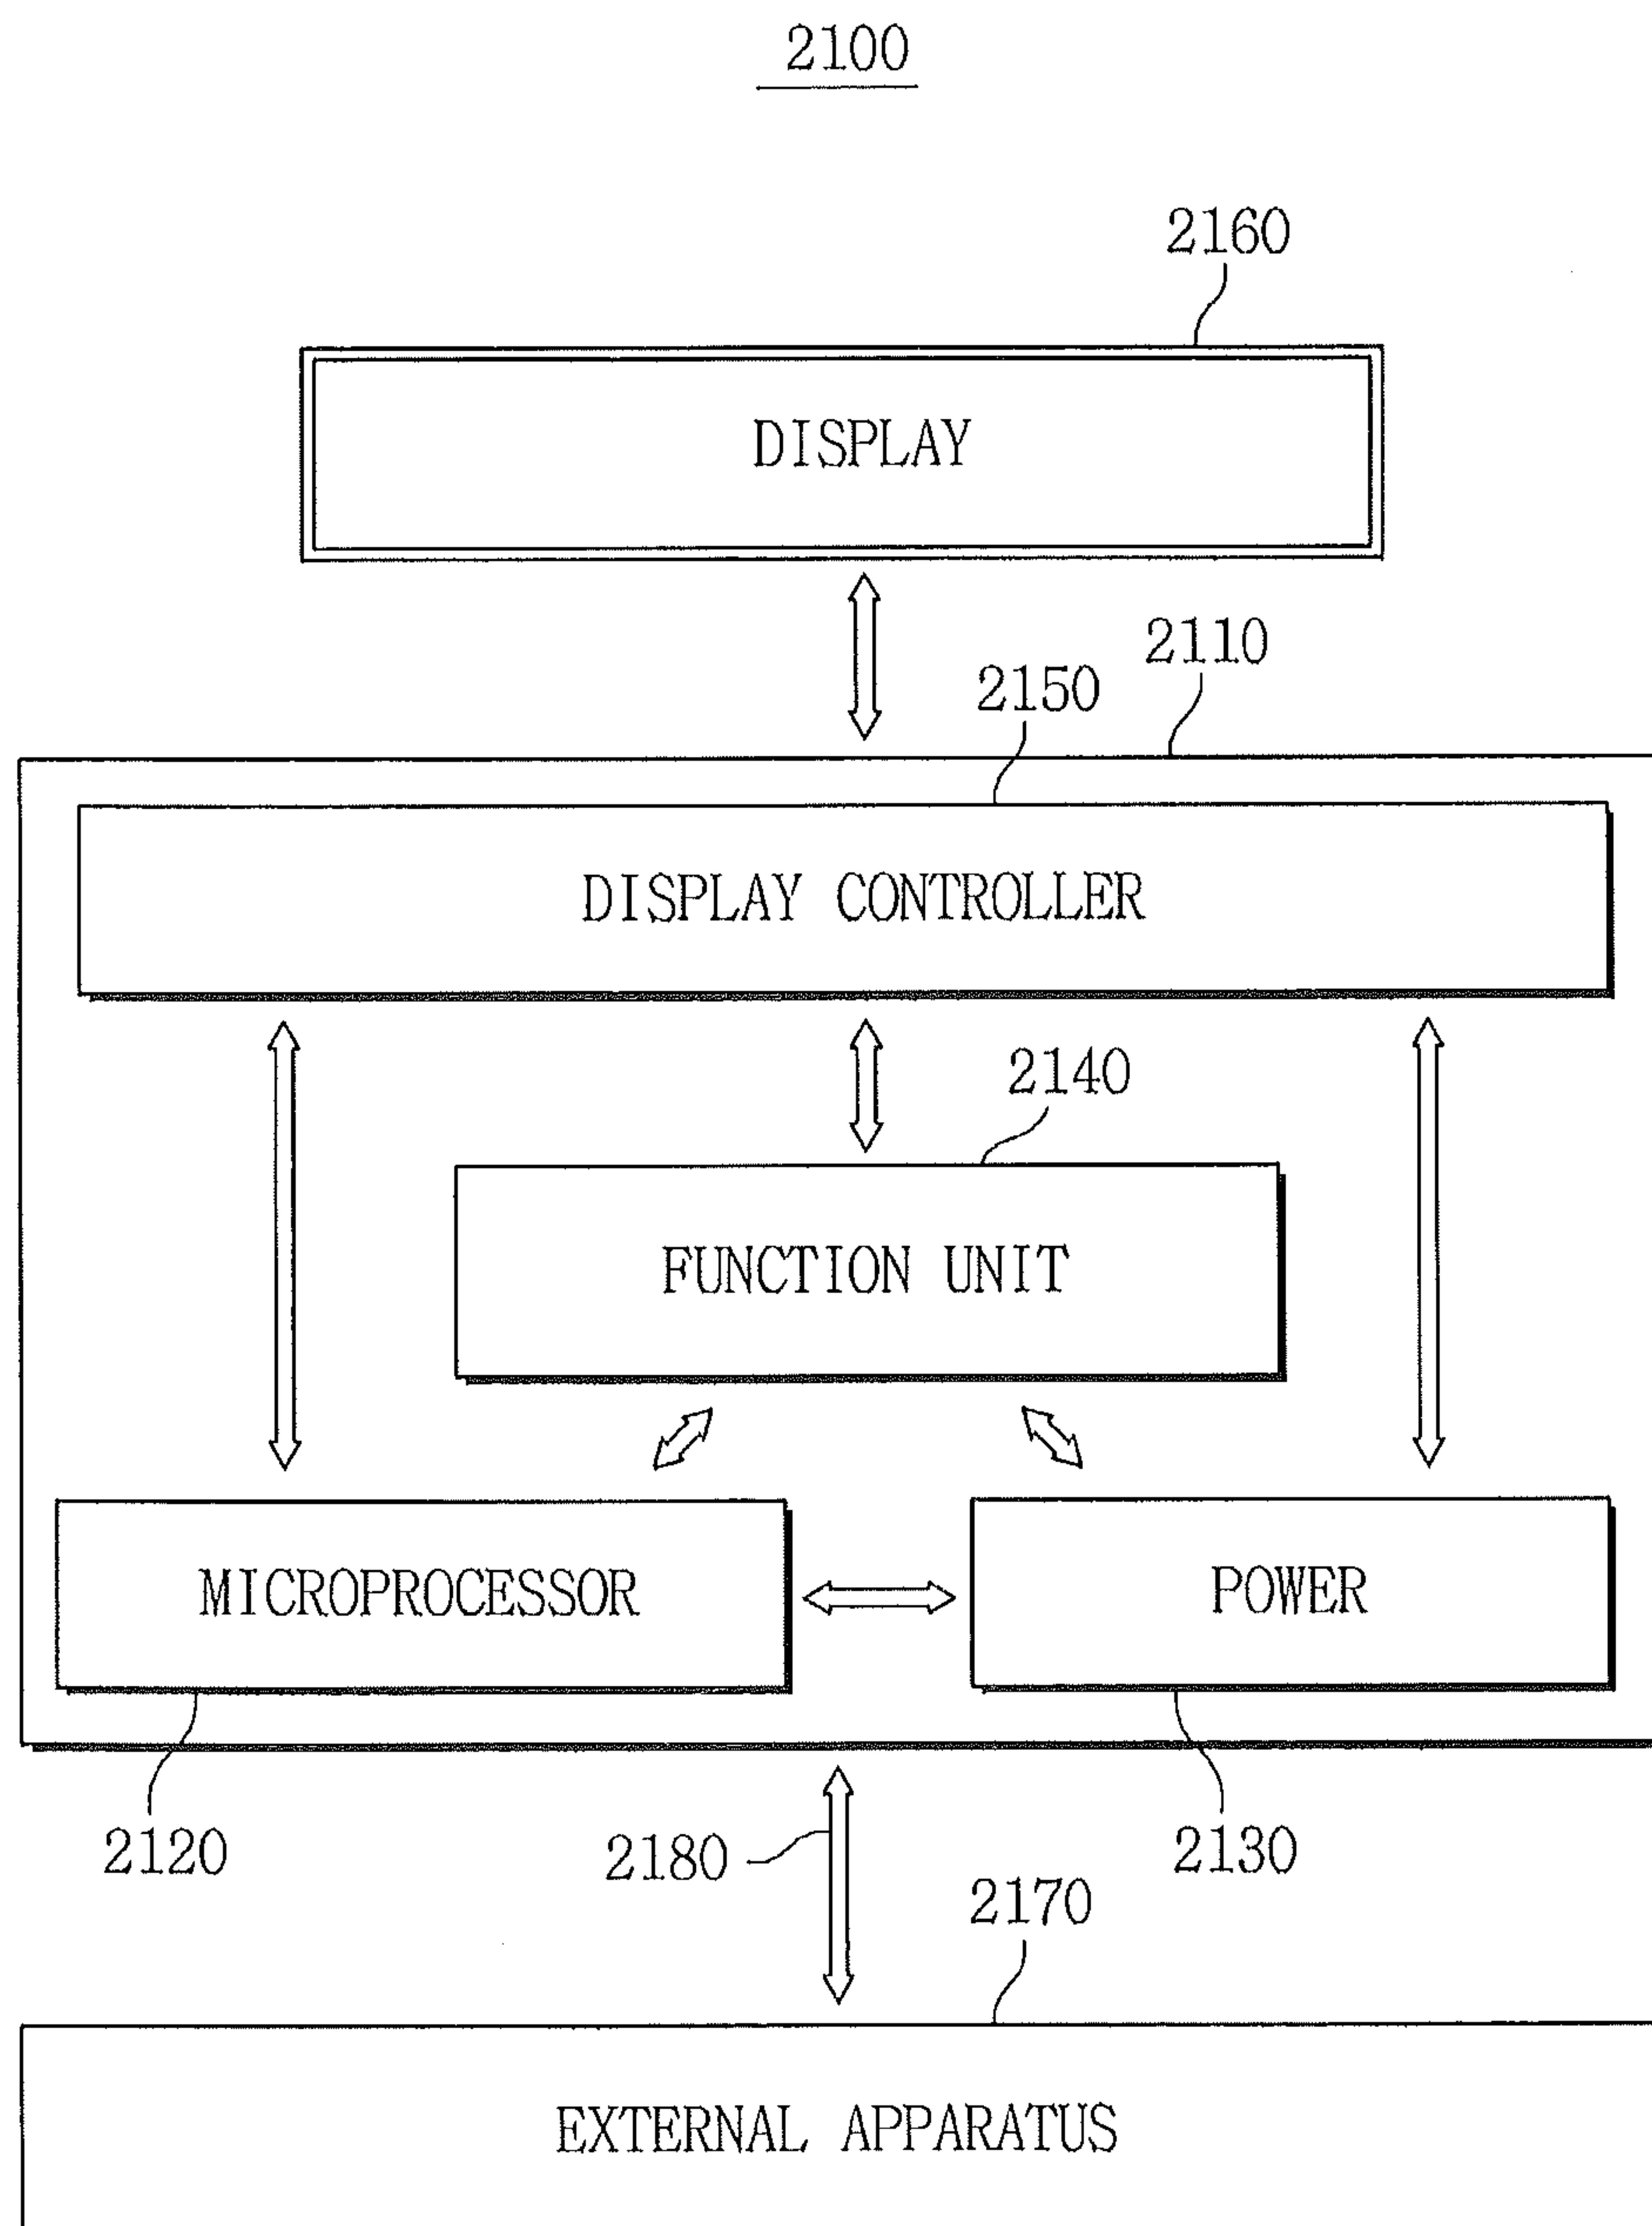 2100
2160
DISPLAY
2110
2150
DISPLAY CONTROLLER
2140
FUNCTION UNIT
MICROPROCESSOR
POWER
2120
2180
2130
2170
EXTERNAL APPARATUS